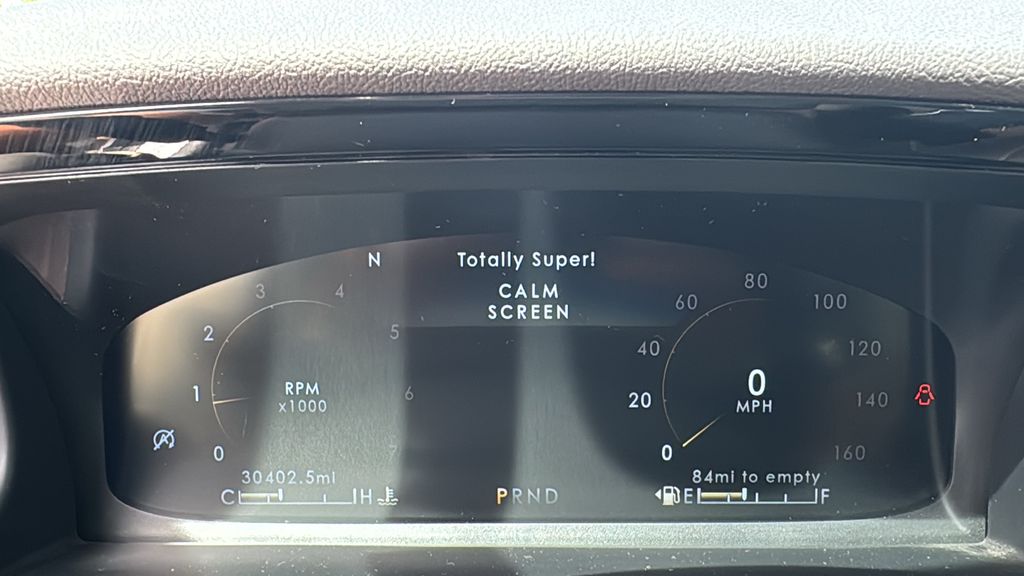 N
Totally Super!
CALM
SCREEN
0
1
2
3
4
5
6
7
RPM
x1000
0
20
40
60
80
100
120
140
160
0
MPH
30402.5mi
C H
PRND
84mi to empty
E F